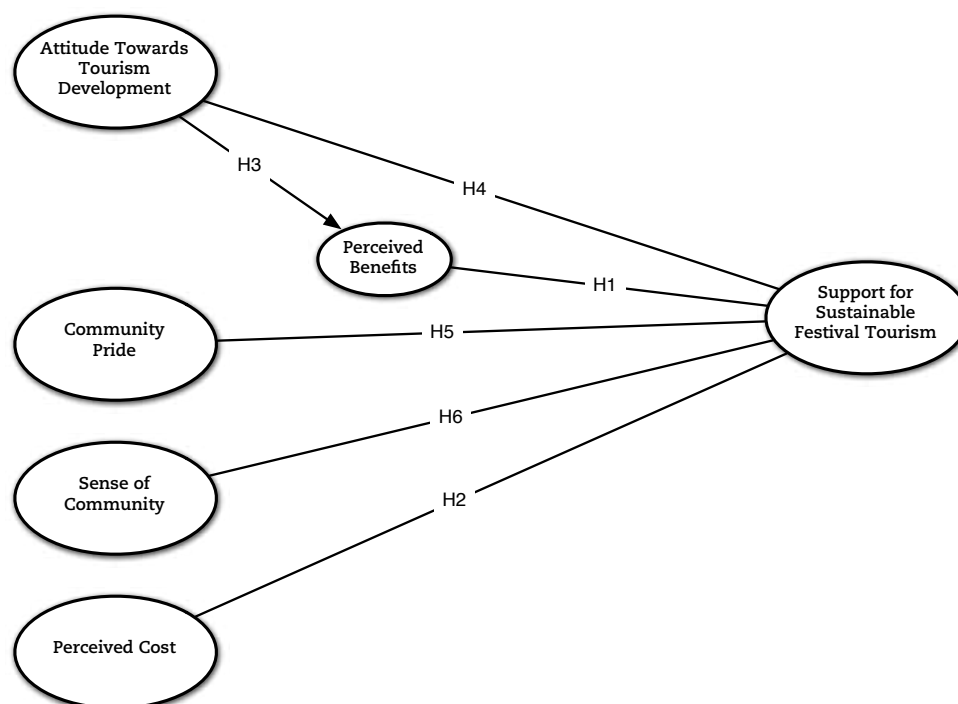 Attitude Towards
Tourism
Development
H3
H4
Perceived
Benefits
H1
Support for
Sustainable
Festival Tourism
Community
Pride
H5
H6
Sense of
Community
H2
Perceived Cost